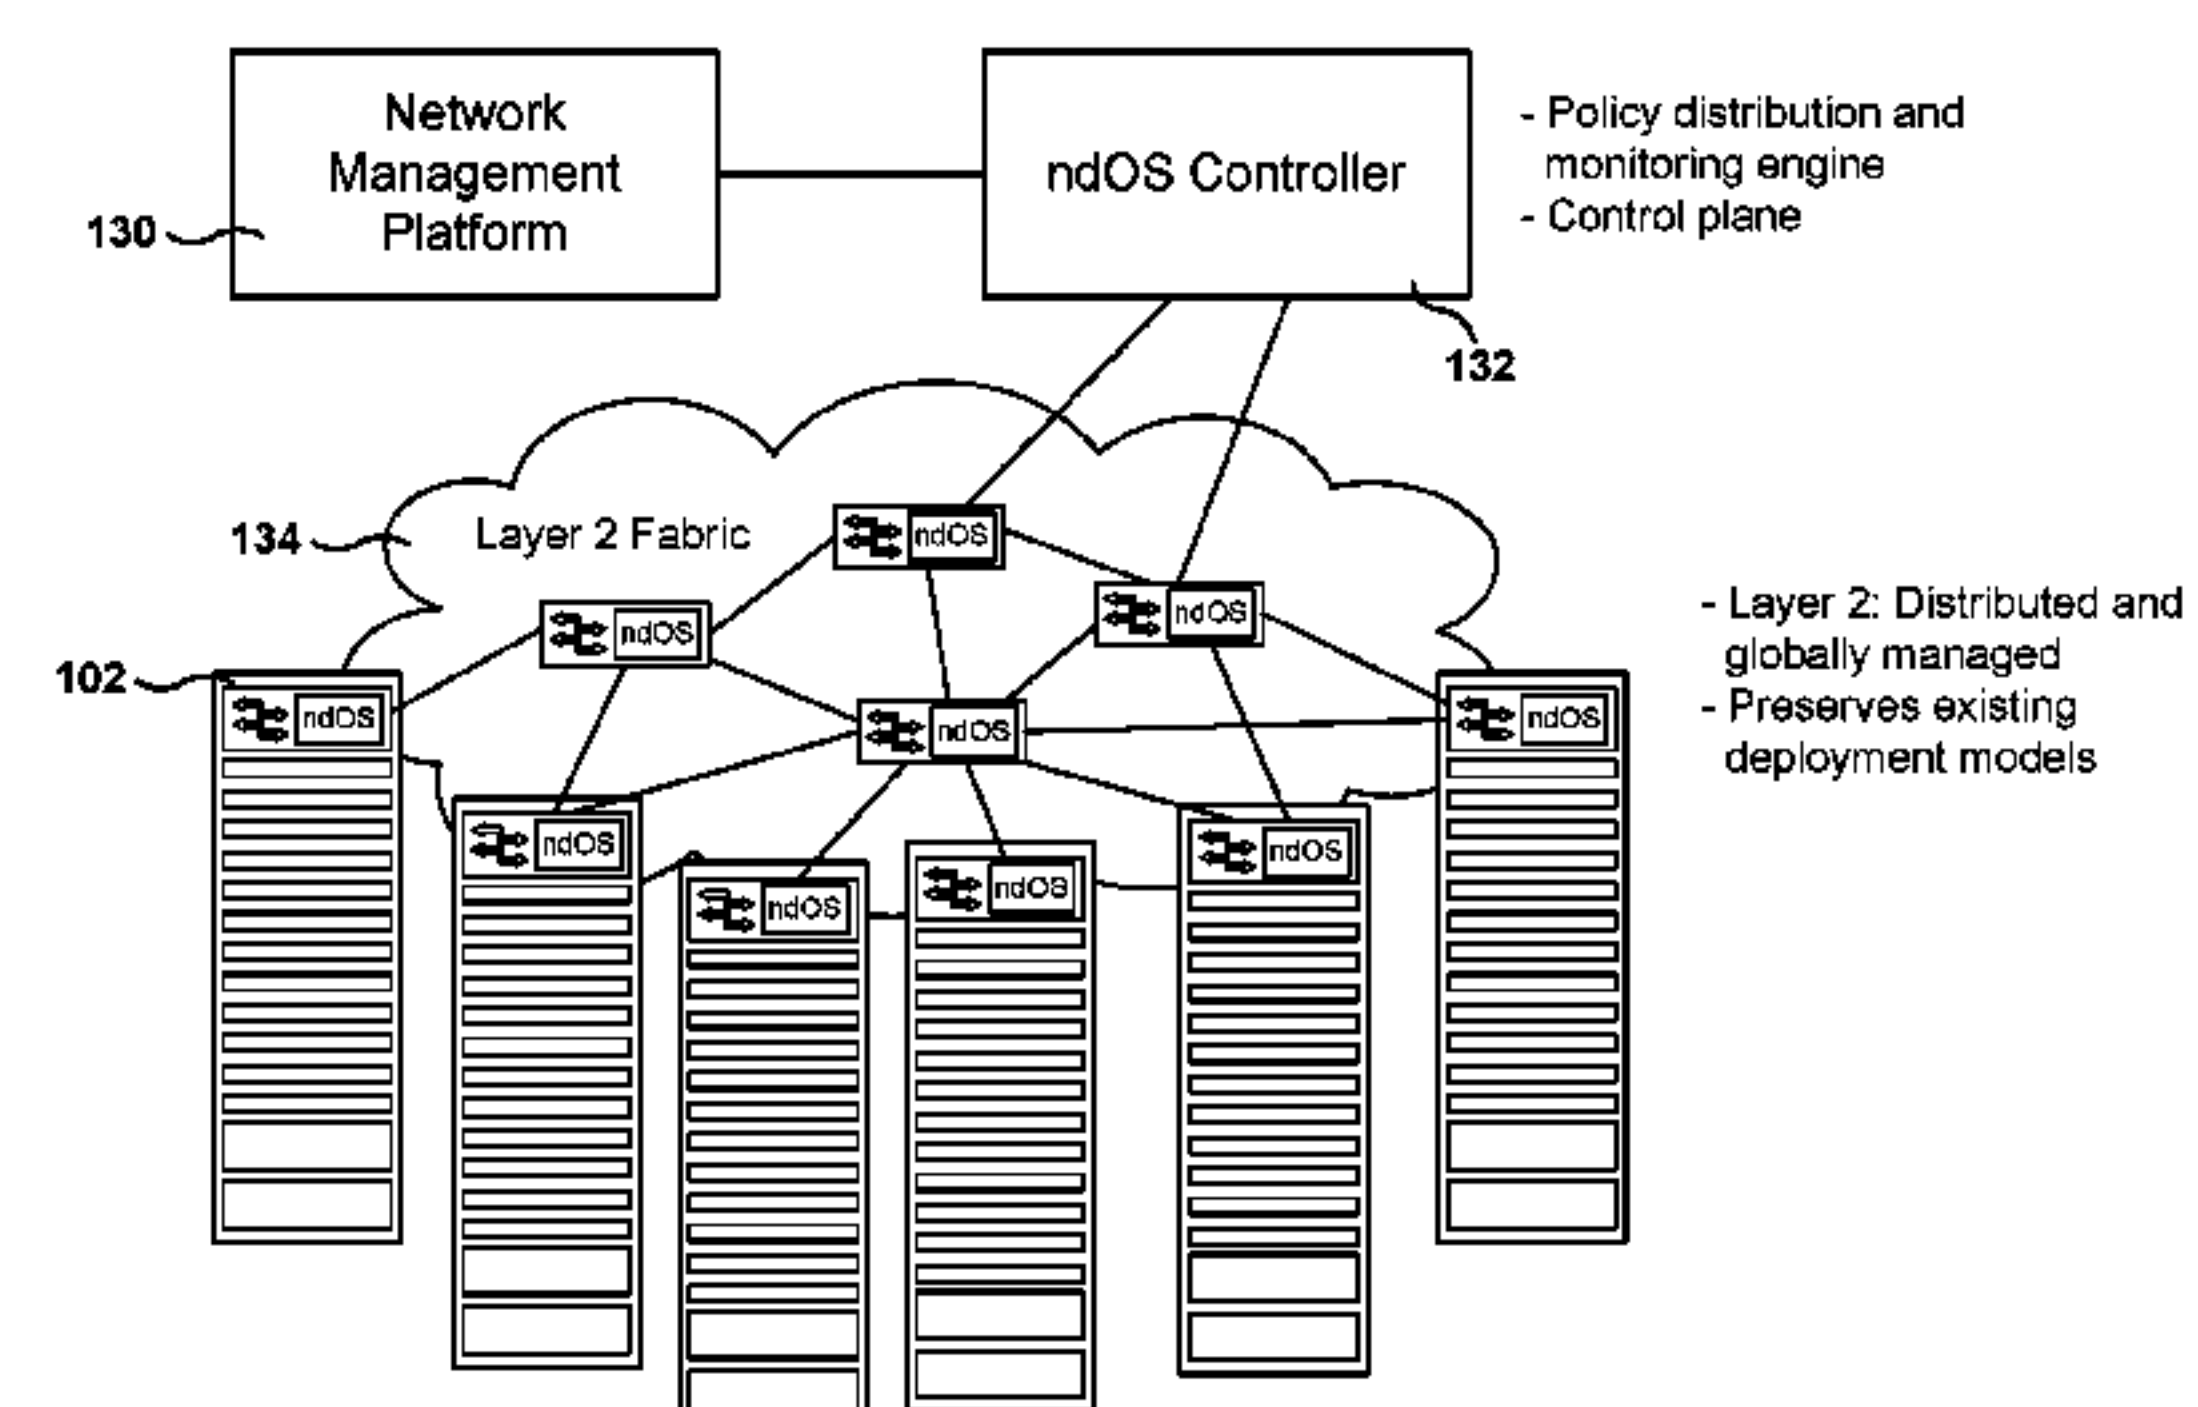 Network
Management
Platform
130
ndOS Controller
- Policy distribution and
monitoring engine
- Control plane
132
134
Layer 2 Fabric
ndOS
ndOS
ndOS
- Layer 2: Distributed and
globally managed
- Preserves existing
deployment models
102
ndOS
ndOS
ndOS
ndOS
ndOS
ndOS
ndOS